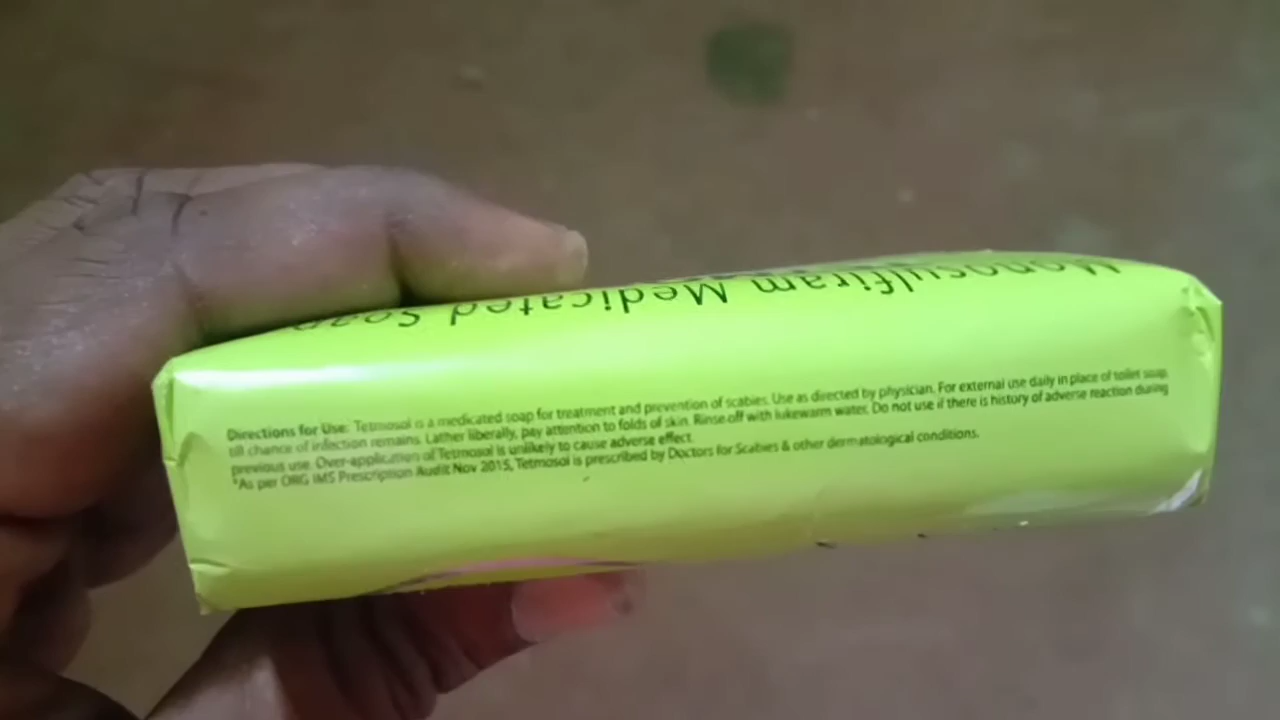 Monosulfiram Medicated Soap
Directions for Use: Tetmosol is a medicated soap for treatment and prevention of scabies. Use as directed by physician. For external use daily in place of toilet soap,
till chance of infection remains. Lather liberally, pay attention to folds of skin. Rinse off with lukewarm water. Do not use if there is history of adverse reaction during
previous use. Over-application of Tetmosol is unlikely to cause adverse effect.
*As per ORG IMS Prescription Audit Nov 2015, Tetmosol is prescribed by Doctors for Scabies & other dermatological conditions.